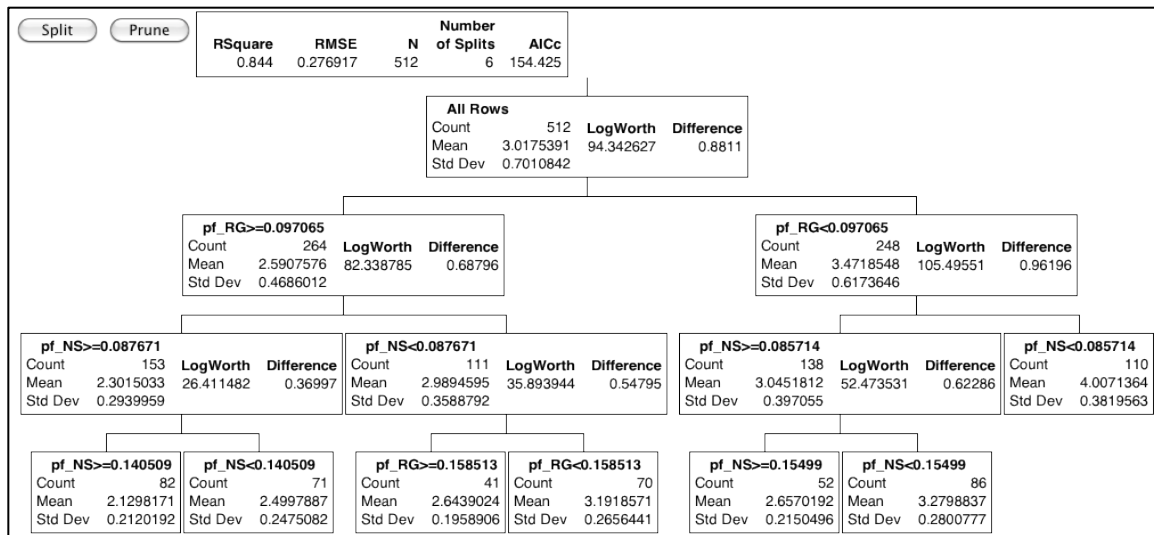 Split Prune
Number
RSquare RMSE N of Splits AICc
0.844 0.276917 512 6 154.425
All Rows
Count 512 LogWorth Difference
Mean 3.0175391 94.342627 0.8811
Std Dev 0.7010842
pf_RG>=0.097065
Count 264 LogWorth Difference
Mean 2.5907576 82.338785 0.68796
Std Dev 0.4686012
pf_RG<0.097065
Count 248 LogWorth Difference
Mean 3.4718548 105.49551 0.96196
Std Dev 0.6173646
pf_NS>=0.087671
Count 153 LogWorth Difference
Mean 2.3015033 26.411482 0.36997
Std Dev 0.2939959
pf_NS<0.087671
Count 111 LogWorth Difference
Mean 2.9894595 35.893944 0.54795
Std Dev 0.3588792
pf_NS>=0.085714
Count 138 LogWorth Difference
Mean 3.0451812 52.473531 0.62286
Std Dev 0.397055
pf_NS<0.085714
Count 110
Mean 4.0071364
Std Dev 0.3819563
pf_NS>=0.140509
Count 82
Mean 2.1298171
Std Dev 0.2120192
pf_NS<0.140509
Count 71
Mean 2.4997887
Std Dev 0.2475082
pf_RG>=0.158513
Count 41
Mean 2.6439024
Std Dev 0.1958906
pf_RG<0.158513
Count 70
Mean 3.1918571
Std Dev 0.2656441
pf_NS>=0.15499
Count 52
Mean 2.6570192
Std Dev 0.2150496
pf_NS<0.15499
Count 86
Mean 3.2798837
Std Dev 0.2800777